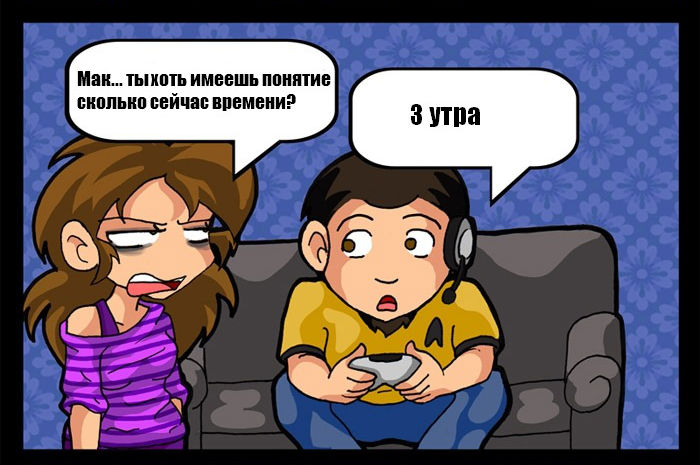 Мак... ты хоть имеешь понятие
сколько сейчас времени?
3 утра